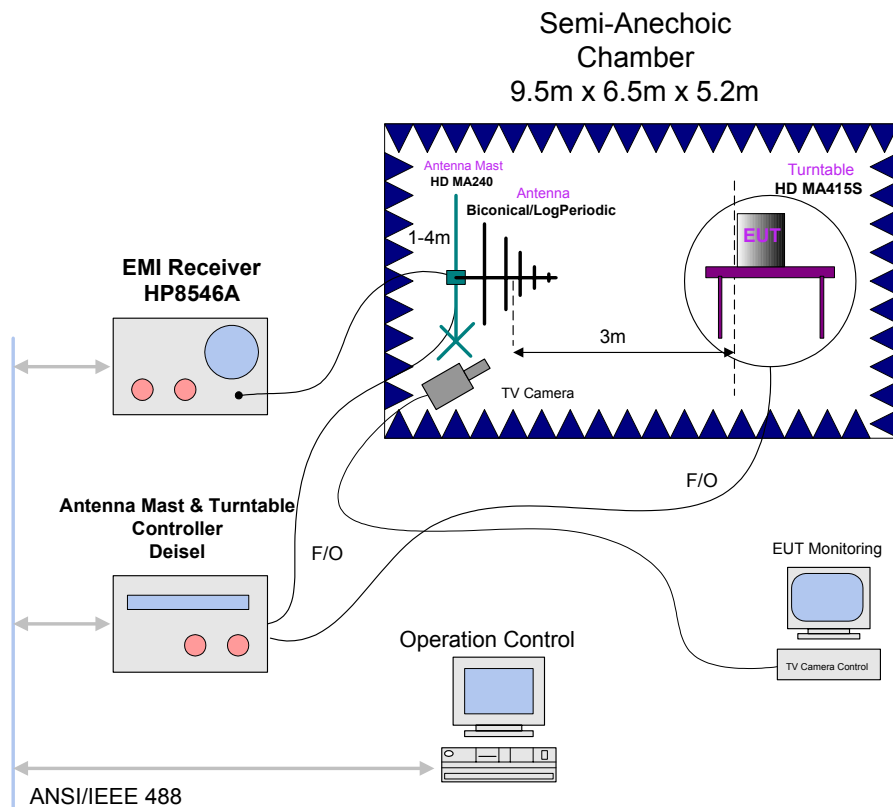 Semi-Anechoic
Chamber
9.5m x 6.5m x 5.2m
Antenna Mast
HD MA240
Antenna
Biconical/LogPeriodic
Turntable
HD MA415S
1-4m
EUT
EMI Receiver
HP8546A
3m
TV Camera
F/O
Antenna Mast & Turntable
Controller
Deisel
F/O
EUT Monitoring
TV Camera Control
Operation Control
ANSI/IEEE 488